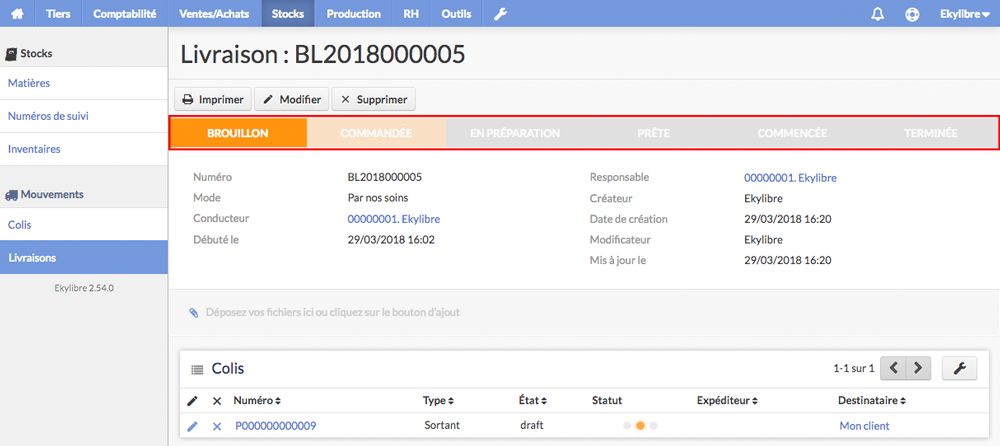 Tiers Comptabilité Ventes/Achats Stocks Production RH Outils Ekylibre
Stocks
Matières
Numéros de suivi
Inventaires
Mouvements
Colis
Livraisons
Ekylibre 2.54.0
Livraison : BL2018000005
Imprimer Modifier Supprimer
BROUILLON COMMANDÉE EN PRÉPARATION PRÊTE COMMENCÉE TERMINÉE
Numéro BL2018000005
Mode Par nos soins
Conducteur 00000001. Ekylibre
Débuté le 29/03/2018 16:02
Responsable 00000001. Ekylibre
Créateur Ekylibre
Date de création 29/03/2018 16:20
Modificateur Ekylibre
Mis à jour le 29/03/2018 16:20
Déposez vos fichiers ici ou cliquez sur le bouton d'ajout
Colis 1-1 sur 1
Numéro Type État Statut Expéditeur Destinataire
P000000000009 Sortant draft Mon client